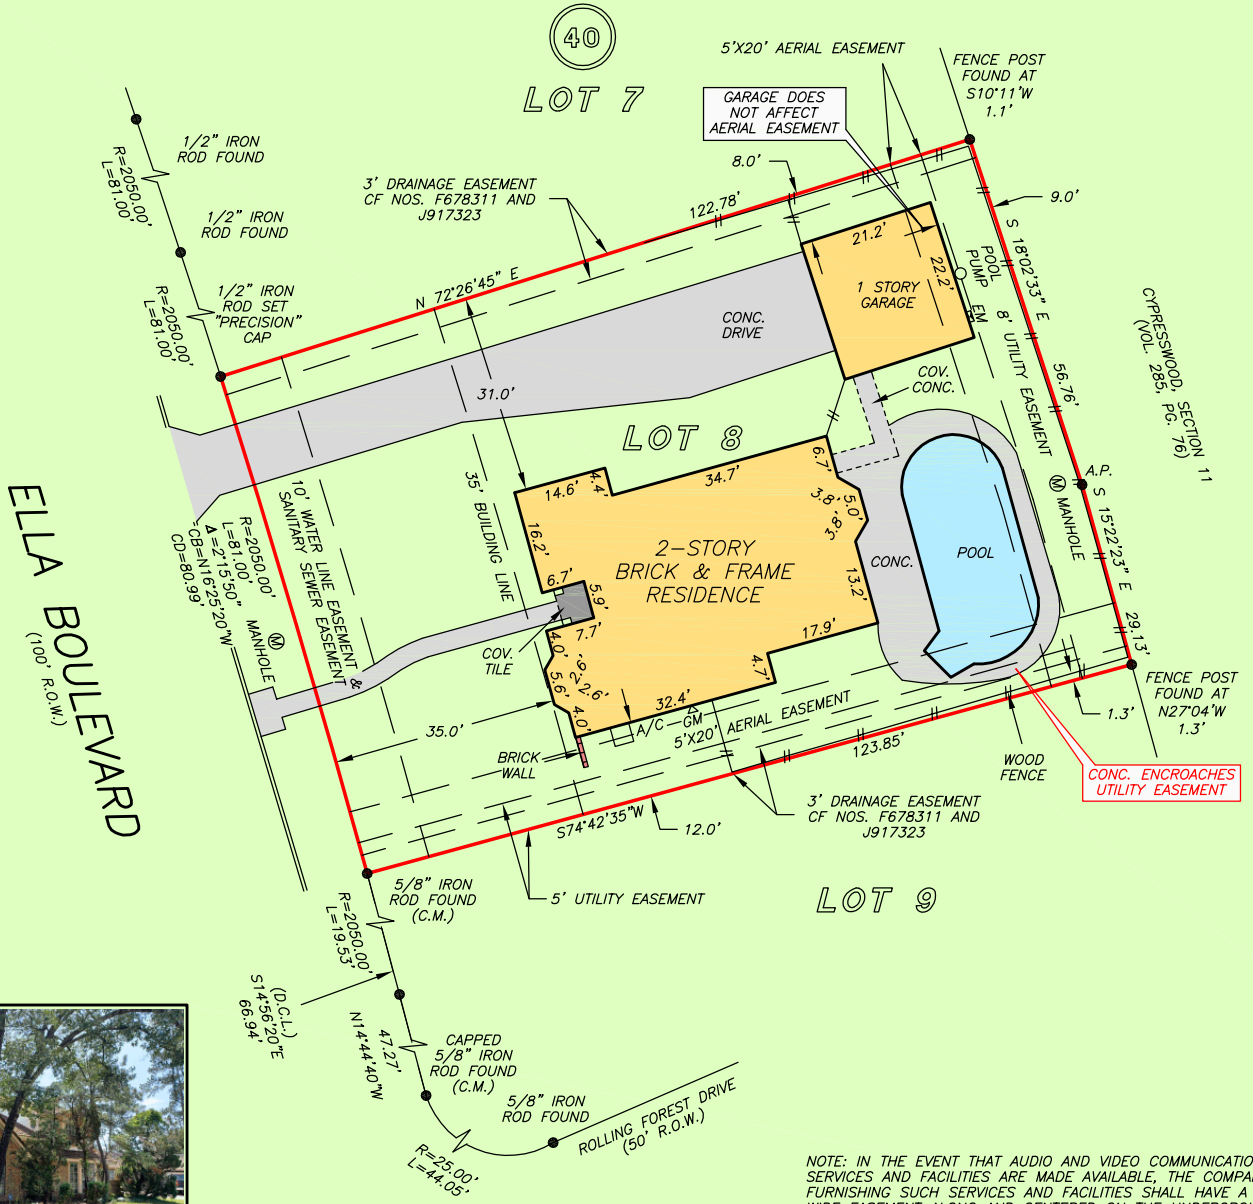 40
LOT 7
5'X20' AERIAL EASEMENT
FENCE POST
FOUND AT
S10°11'W
1.1'
GARAGE DOES
NOT AFFECT
AERIAL EASEMENT
1/2" IRON
ROD FOUND
R=2050.00'
L=81.00'
3' DRAINAGE EASEMENT
CF NOS. F678311 AND
J917323
8.0'
122.78'
9.0'
1/2" IRON
ROD FOUND
21.2'
22.2'
1 STORY
GARAGE
POOL
PUMP
EM
S 18°02'33" E
56.76'
8' UTILITY EASEMENT
N 72°26'45" E
1/2" IRON
ROD SET
"PRECISION"
CAP
R=2050.00'
L=81.00'
CONC.
DRIVE
CYPRESSWOOD, SECTION 11
(VOL. 285, PG. 76)
COV.
CONC.
31.0'
LOT 8
A.P.
14.6'
4.4'
34.7'
6.7'
3.8'
5.0'
3.8'
13.2'
16.2'
35' BUILDING LINE
10' WATER LINE EASEMENT &
SANITARY SEWER EASEMENT
M MANHOLE
S 15°22'23" E
29.13'
2-STORY
BRICK & FRAME
RESIDENCE
CONC.
POOL
ELLA BOULEVARD
(100' R.O.W.)
R=2050.00'
L=81.00'
Δ=2°15'50"
CB=N16°25'20"W
CD=80.99'
M
MANHOLE
6.7'
5.9'
7.7'
COV.
TILE
4.0'
2.6'
5.6'
2.6'
4.0'
17.9'
4.7'
32.4'
A/C
GM
5'X20' AERIAL EASEMENT
35.0'
BRICK
WALL
FENCE POST
FOUND AT
N27°04'W
1.3'
1.3'
123.85'
WOOD
FENCE
CONC. ENCROACHES
UTILITY EASEMENT
S74°42'35"W
12.0'
3' DRAINAGE EASEMENT
CF NOS. F678311 AND
J917323
5/8" IRON
ROD FOUND
(C.M.)
5' UTILITY EASEMENT
LOT 9
R=2050.00'
L=19.53'
(D.C.L.)
S14°56'20"E
66.94'
47.27'
N14°44'40"W
CAPPED
5/8" IRON
ROD FOUND
(C.M.)
5/8" IRON
ROD FOUND
ROLLING FOREST DRIVE
(50' R.O.W.)
R=25.00'
L=44.05'
NOTE: IN THE EVENT THAT AUDIO AND VIDEO COMMUNICATIO
SERVICES AND FACILITIES ARE MADE AVAILABLE, THE COMPA
FURNISHING SUCH SERVICES AND FACILITIES SHALL HAVE A